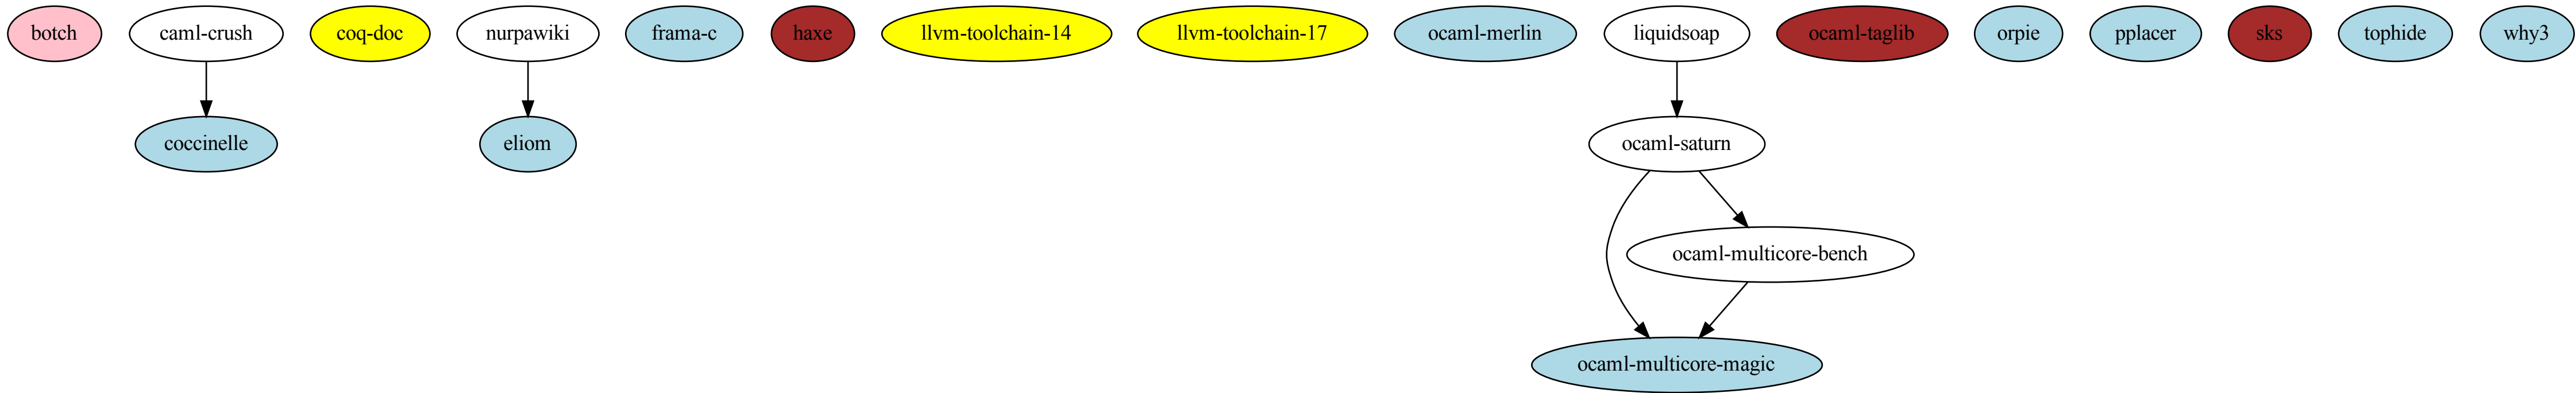 botch
caml-crush
coq-doc
nurpawiki
frama-c
haxe
llvm-toolchain-14
llvm-toolchain-17
ocaml-merlin
liquidsoap
ocaml-taglib
orpie
pplacer
sks
tophide
why3
coccinelle
eliom
ocaml-saturn
ocaml-multicore-bench
ocaml-multicore-magic